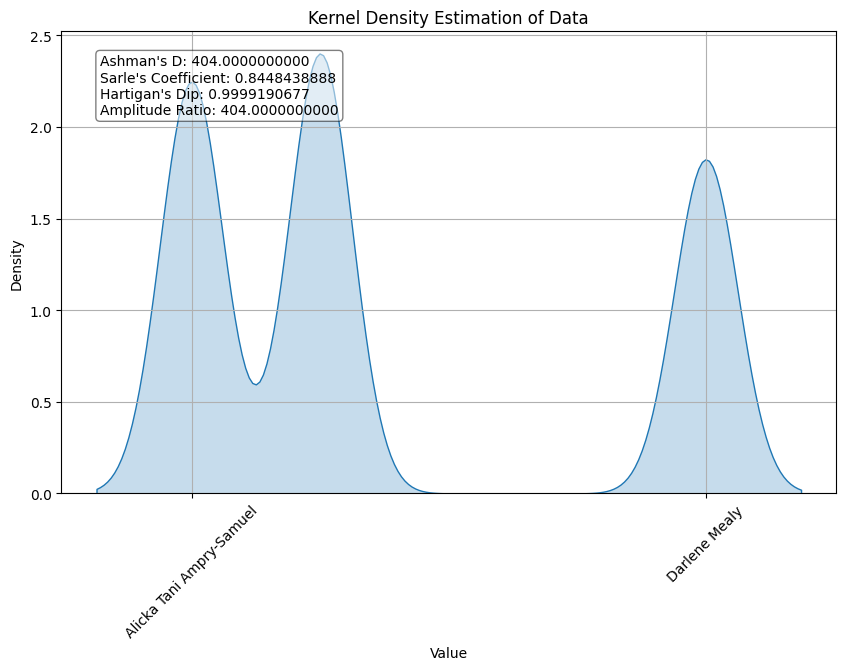 Kernel Density Estimation of Data
Ashman's D: 404.0000000000
Sarle's Coefficient: 0.8448438888
Hartigan's Dip: 0.9999190677
Amplitude Ratio: 404.0000000000
2.5
2.0
1.5
1.0
0.5
0.0
Density
Alicka Tani Ampry-Samuel
Darlene Mealy
Value